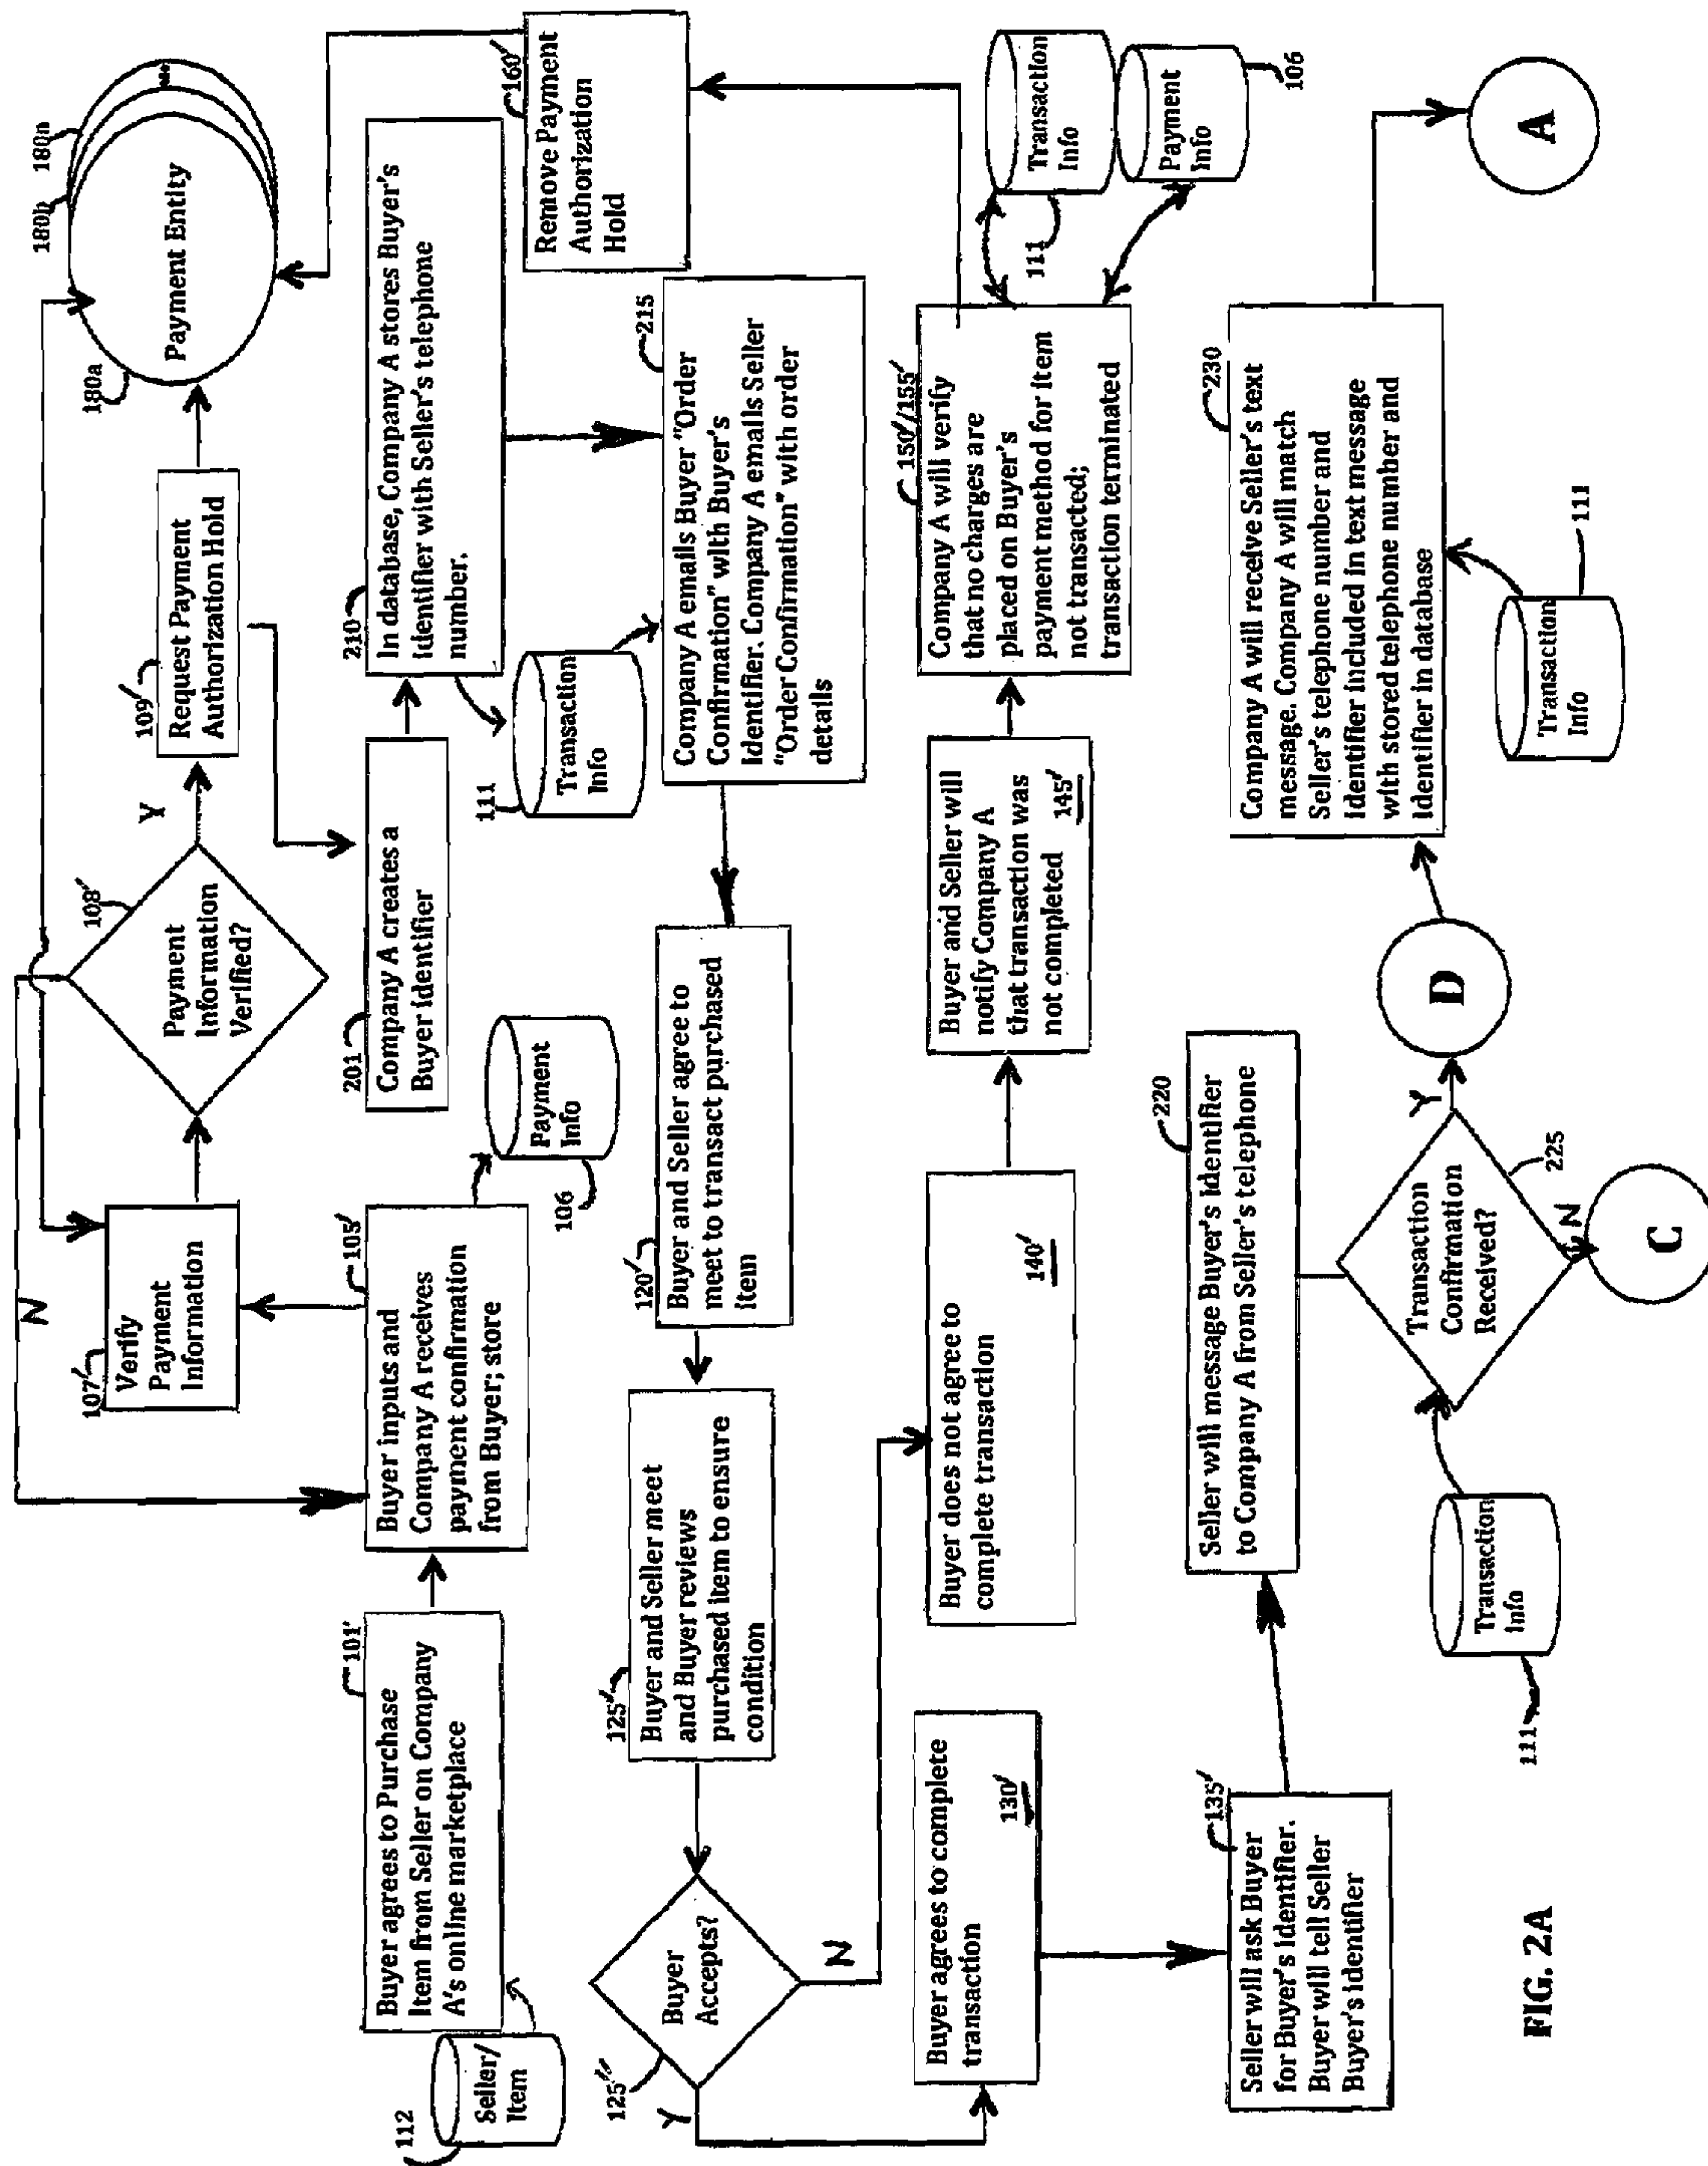 112
Seller/
Item
101'
Buyer agrees to Purchase
Item from Seller on Company
A's online marketplace
105'
Buyer inputs and
Company A receives
payment confirmation
from Buyer; store
Payment
Info
106
N
107'
Verify
Payment
Information
108'
Payment
Information
Verified?
Y
109'
Request Payment
Authorization Hold
180a
180b
180n
Payment Entity
201
Company A creates a
Buyer identifier
210
In database, Company A stores Buyer's
identifier with Seller's telephone
number.
111
Transaction
Info
215
Company A emails Buyer "Order
Confirmation" with Buyer's
Identifier. Company A emails Seller
"Order Confirmation" with order
details
120'
Buyer and Seller agree to
meet to transact purchased
item
125'
Buyer and Seller meet
and Buyer reviews
purchased item to ensure
condition
125''
Buyer
Accepts?
Y
N
Buyer agrees to complete
transaction
130'
Buyer does not agree to
complete transaction
140'
Buyer and Seller will
notify Company A
that transaction was
not completed
145'
150'/155'
Company A will verify
that no charges are
placed on Buyer's
payment method for item
not transacted;
transaction terminated
160'
Remove Payment
Authorization
Hold
Transaction
Info
111
Payment
Info
106
135'
Seller will ask Buyer
for Buyer's identifier.
Buyer will tell Seller
Buyer's identifier
220
Seller will message Buyer's identifier
to Company A from Seller's telephone
Transaction
Info
111
Transaction
Confirmation
Received?
225
Y
N
C
D
230
Company A will receive Seller's text
message. Company A will match
Seller's telephone number and
identifier included in text message
with stored telephone number and
identifier in database
Transaction
Info
111
A
FIG. 2A